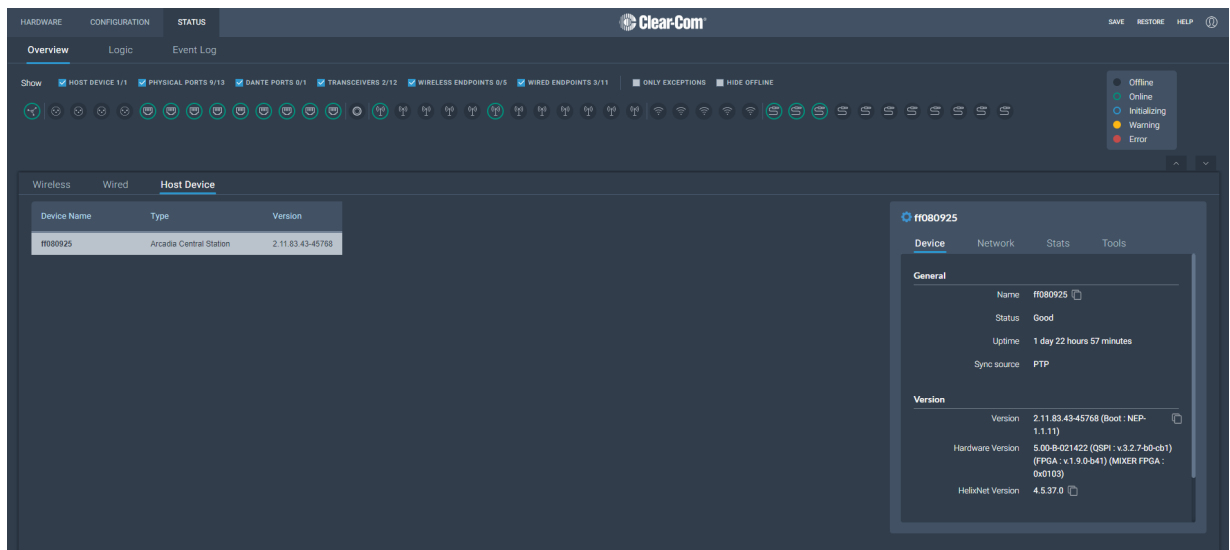 HARDWARE CONFIGURATION STATUS Clear-Com SAVE RESTORE HELP
Overview Logic Event Log
Show HOST DEVICE 1/1 PHYSICAL PORTS 9/13 DANTE PORTS 0/1 TRANSCEIVERS 2/12 WIRELESS ENDPOINTS 0/5 WIRED ENDPOINTS 3/11 ONLY EXCEPTIONS HIDE OFFLINE
Offline
Online
Initializing
Warning
Error
Wireless Wired Host Device
Device Name Type Version
ff080925 Arcadia Central Station 2.11.83.43-45768
ff080925
Device Network Stats Tools
General
Name ff080925
Status Good
Uptime 1 day 22 hours 57 minutes
Sync source PTP
Version
Version 2.11.83.43-45768 (Boot : NEP-
1.1.11)
Hardware Version 5.00-B-021422 (QSPI : v.3.2.7-b0-cb1)
(FPGA : v.1.9.0-b41) (MIXER FPGA :
0x0103)
HelixNet Version 4.5.37.0